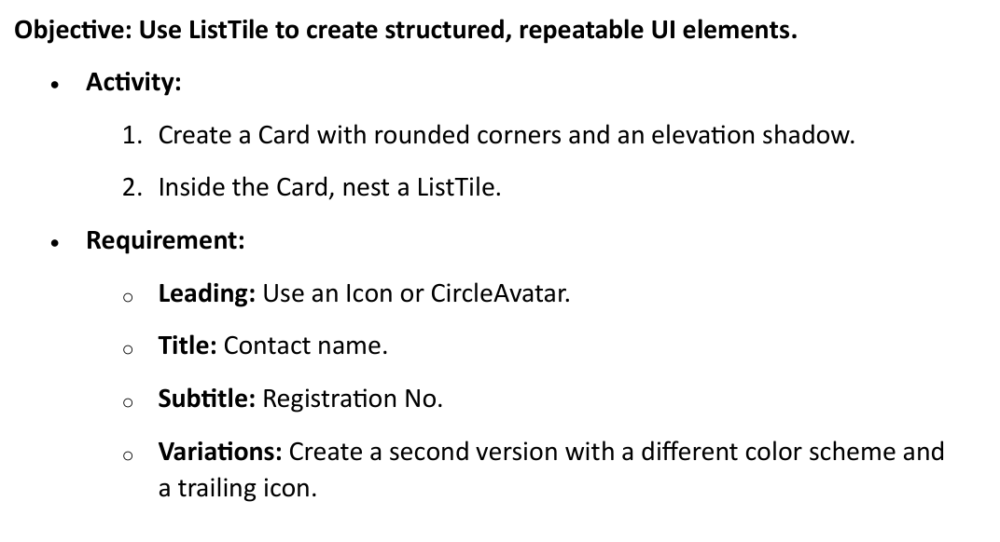 Objective: Use ListTile to create structured, repeatable UI elements.
• Activity:
1. Create a Card with rounded corners and an elevation shadow.
2. Inside the Card, nest a ListTile.
• Requirement:
○ Leading: Use an Icon or CircleAvatar.
○ Title: Contact name.
○ Subtitle: Registration No.
○ Variations: Create a second version with a different color scheme and
a trailing icon.